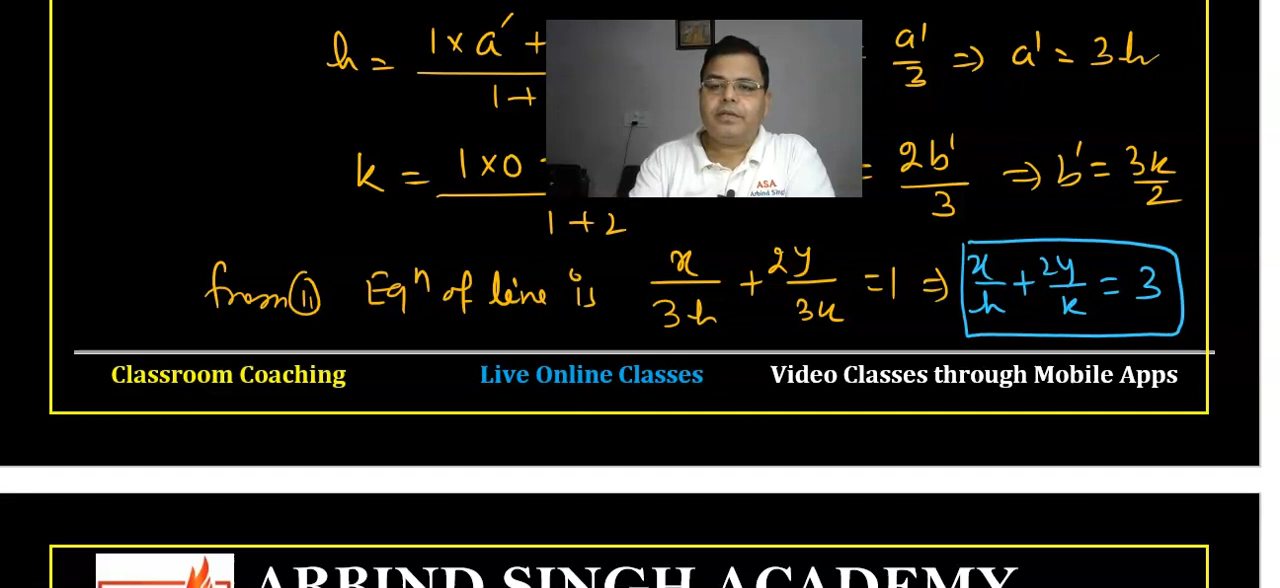 h = 1 × a' + / 1 + = a'/3 ⇒ a' = 3h
k = 1 × 0 / 1 + 2 = 2b'/3 ⇒ b' = 3k/2
from (ii) Eqⁿ of line is x/3h + 2y/3k = 1 ⇒ x/h + 2y/k = 3
ASA
Arbind Singh
Classroom Coaching Live Online Classes Video Classes through Mobile Apps
ARBIND SINGH ACADEMY